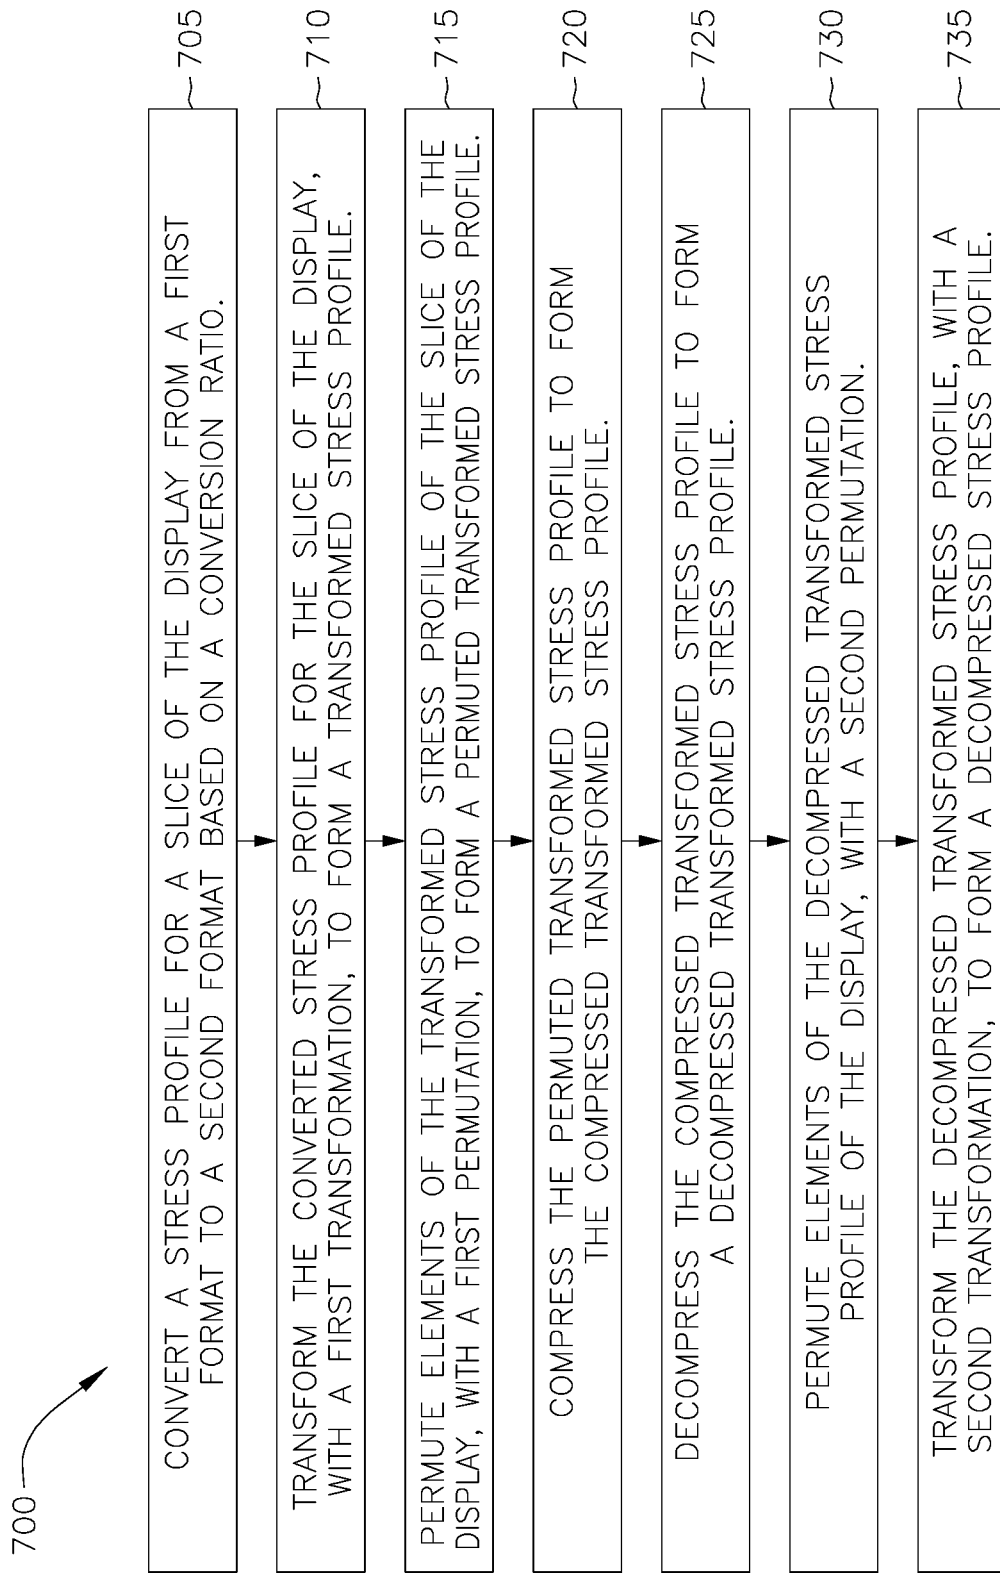 700
CONVERT A STRESS PROFILE FOR A SLICE OF THE DISPLAY FROM A FIRST
FORMAT TO A SECOND FORMAT BASED ON A CONVERSION RATIO.
705
TRANSFORM THE CONVERTED STRESS PROFILE FOR THE SLICE OF THE DISPLAY,
WITH A FIRST TRANSFORMATION, TO FORM A TRANSFORMED STRESS PROFILE.
710
PERMUTE ELEMENTS OF THE TRANSFORMED STRESS PROFILE OF THE SLICE OF THE
DISPLAY, WITH A FIRST PERMUTATION, TO FORM A PERMUTED TRANSFORMED STRESS PROFILE.
715
COMPRESS THE PERMUTED TRANSFORMED STRESS PROFILE TO FORM
THE COMPRESSED TRANSFORMED STRESS PROFILE.
720
DECOMPRESS THE COMPRESSED TRANSFORMED STRESS PROFILE TO FORM
A DECOMPRESSED TRANSFORMED STRESS PROFILE.
725
PERMUTE ELEMENTS OF THE DECOMPRESSED TRANSFORMED STRESS
PROFILE OF THE DISPLAY, WITH A SECOND PERMUTATION.
730
TRANSFORM THE DECOMPRESSED TRANSFORMED STRESS PROFILE, WITH A
SECOND TRANSFORMATION, TO FORM A DECOMPRESSED STRESS PROFILE.
735